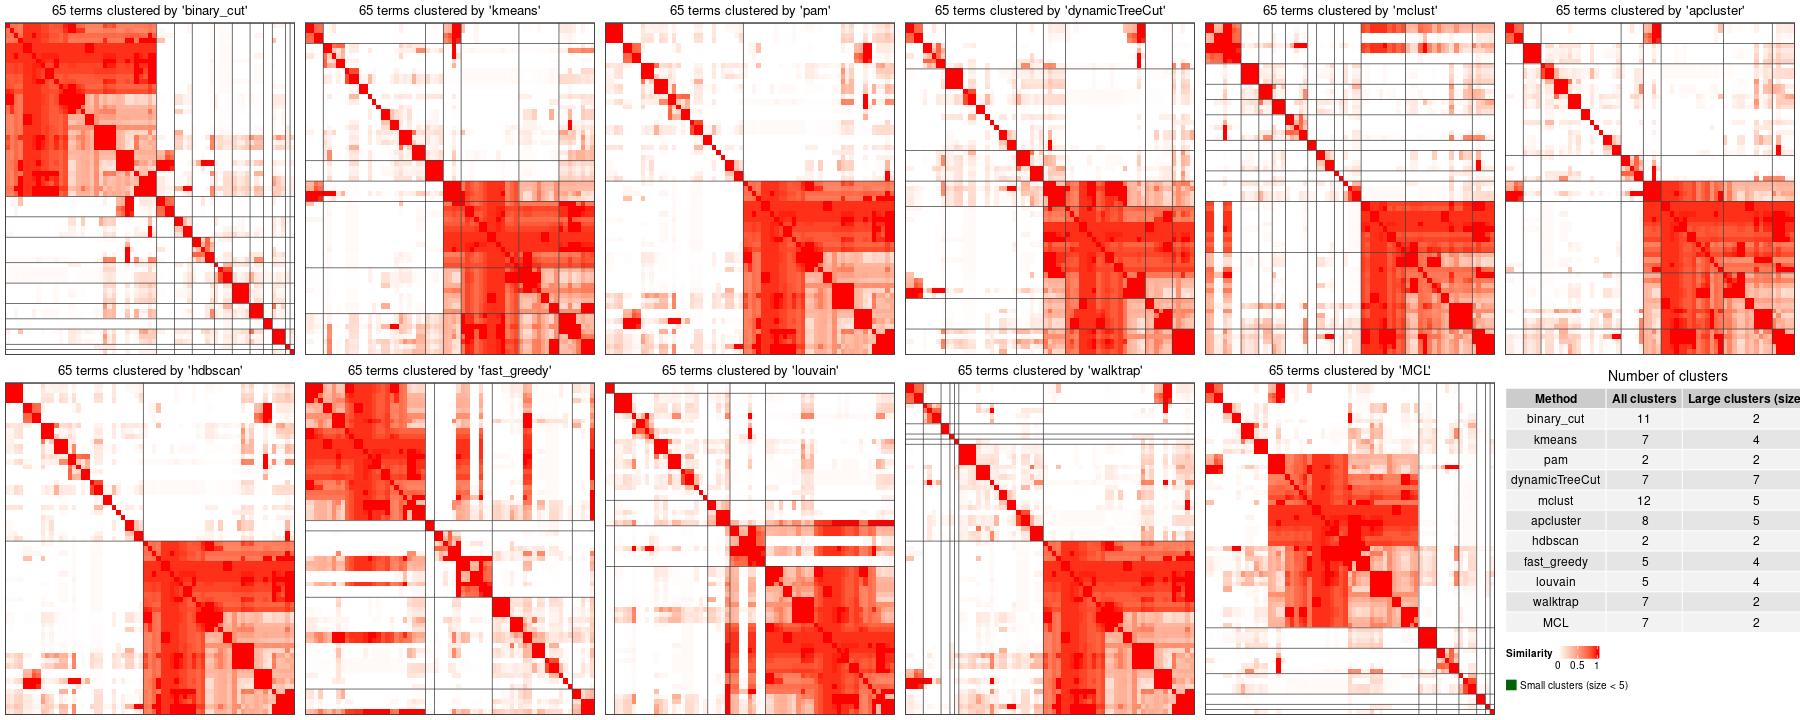 65 terms clustered by 'binary_cut'
65 terms clustered by 'kmeans'
65 terms clustered by 'pam'
65 terms clustered by 'dynamicTreeCut'
65 terms clustered by 'mclust'
65 terms clustered by 'apcluster'
65 terms clustered by 'hdbscan'
65 terms clustered by 'fast_greedy'
65 terms clustered by 'louvain'
65 terms clustered by 'walktrap'
65 terms clustered by 'MCL'
Number of clusters
Method All clusters Large clusters (size
binary_cut 11 2
kmeans 7 4
pam 2 2
dynamicTreeCut 7 7
mclust 12 5
apcluster 8 5
hdbscan 2 2
fast_greedy 5 4
louvain 5 4
walktrap 7 2
MCL 7 2
Similarity
0 0.5 1
Small clusters (size < 5)